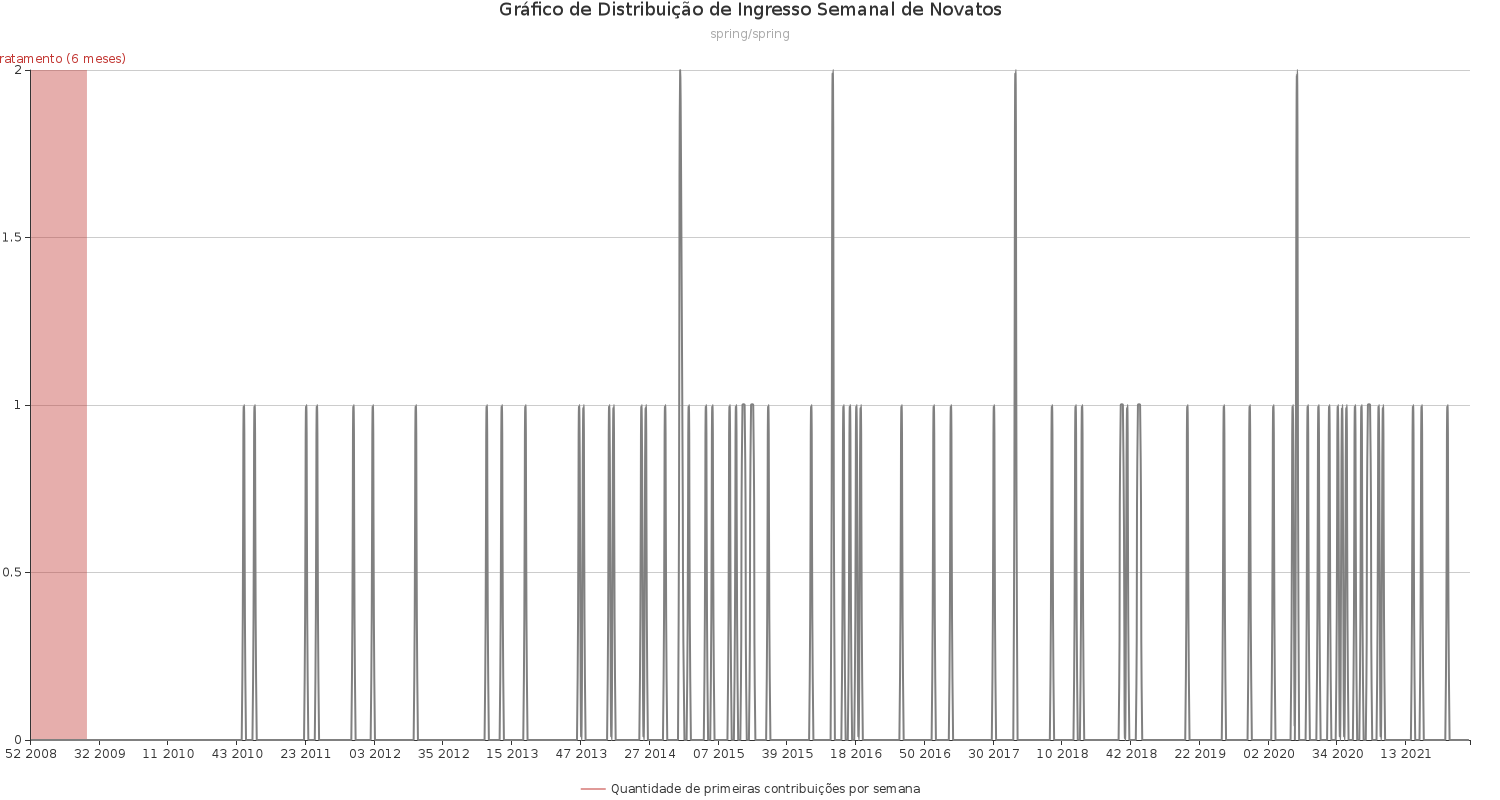 Gráfico de Distribuição de Ingresso Semanal de Novatos
spring/spring
ratamento (6 meses)
2
1.5
1
0.5
0
52 2008 32 2009 11 2010 43 2010 23 2011 03 2012 35 2012 15 2013 47 2013 27 2014 07 2015 39 2015 18 2016 50 2016 30 2017 10 2018 42 2018 22 2019 02 2020 34 2020 13 2021
Quantidade de primeiras contribuições por semana